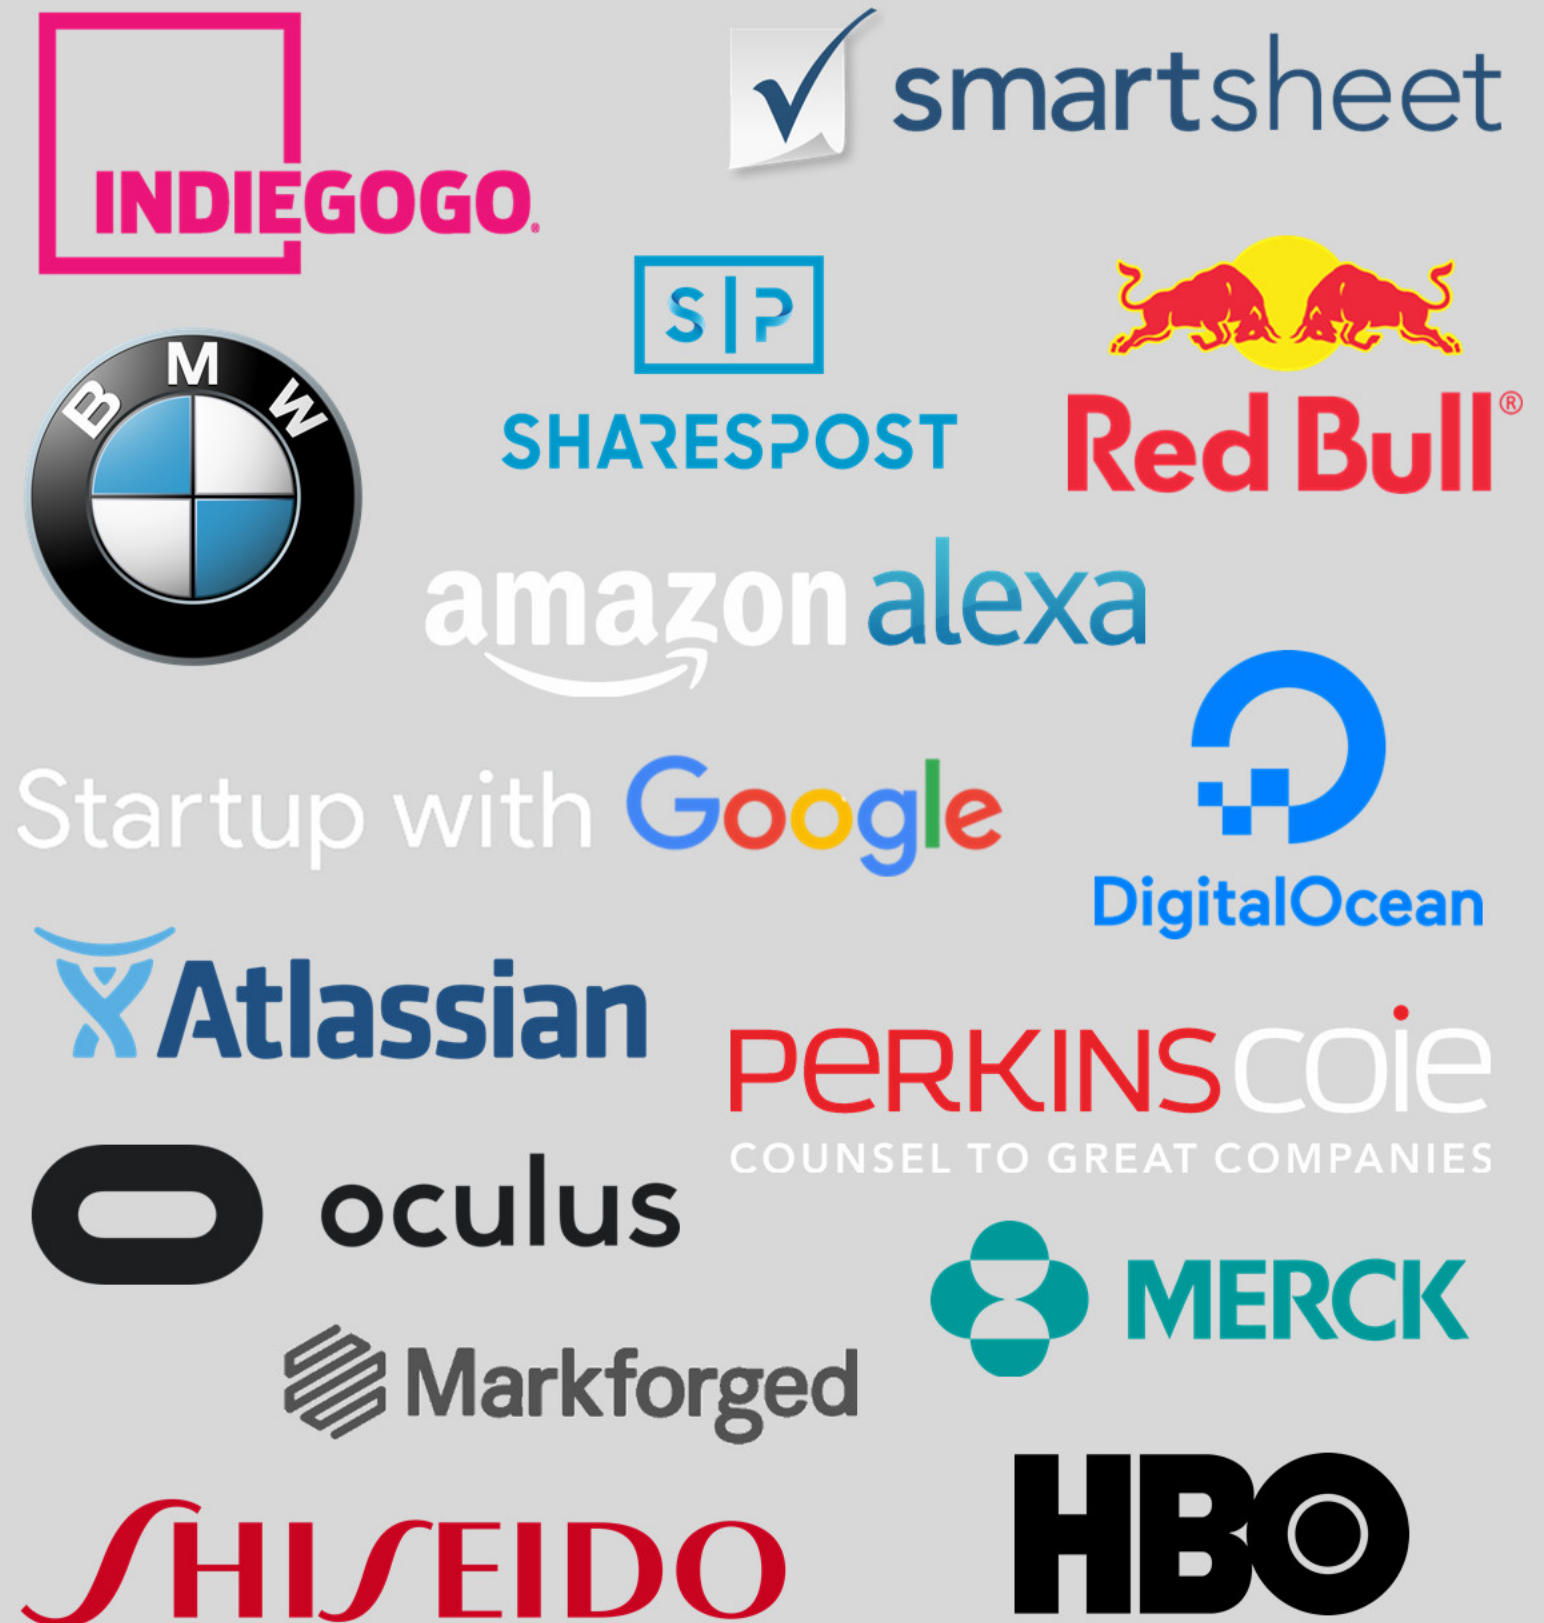 INDIEGOGO®
smartsheet
S|P
SHARESPOST
Red Bull®
BMW
amazon alexa
Startup with Google
DigitalOcean
Atlassian
PERKINS coie
COUNSEL TO GREAT COMPANIES
oculus
MERCK
Markforged
HBO
SHISEIDO